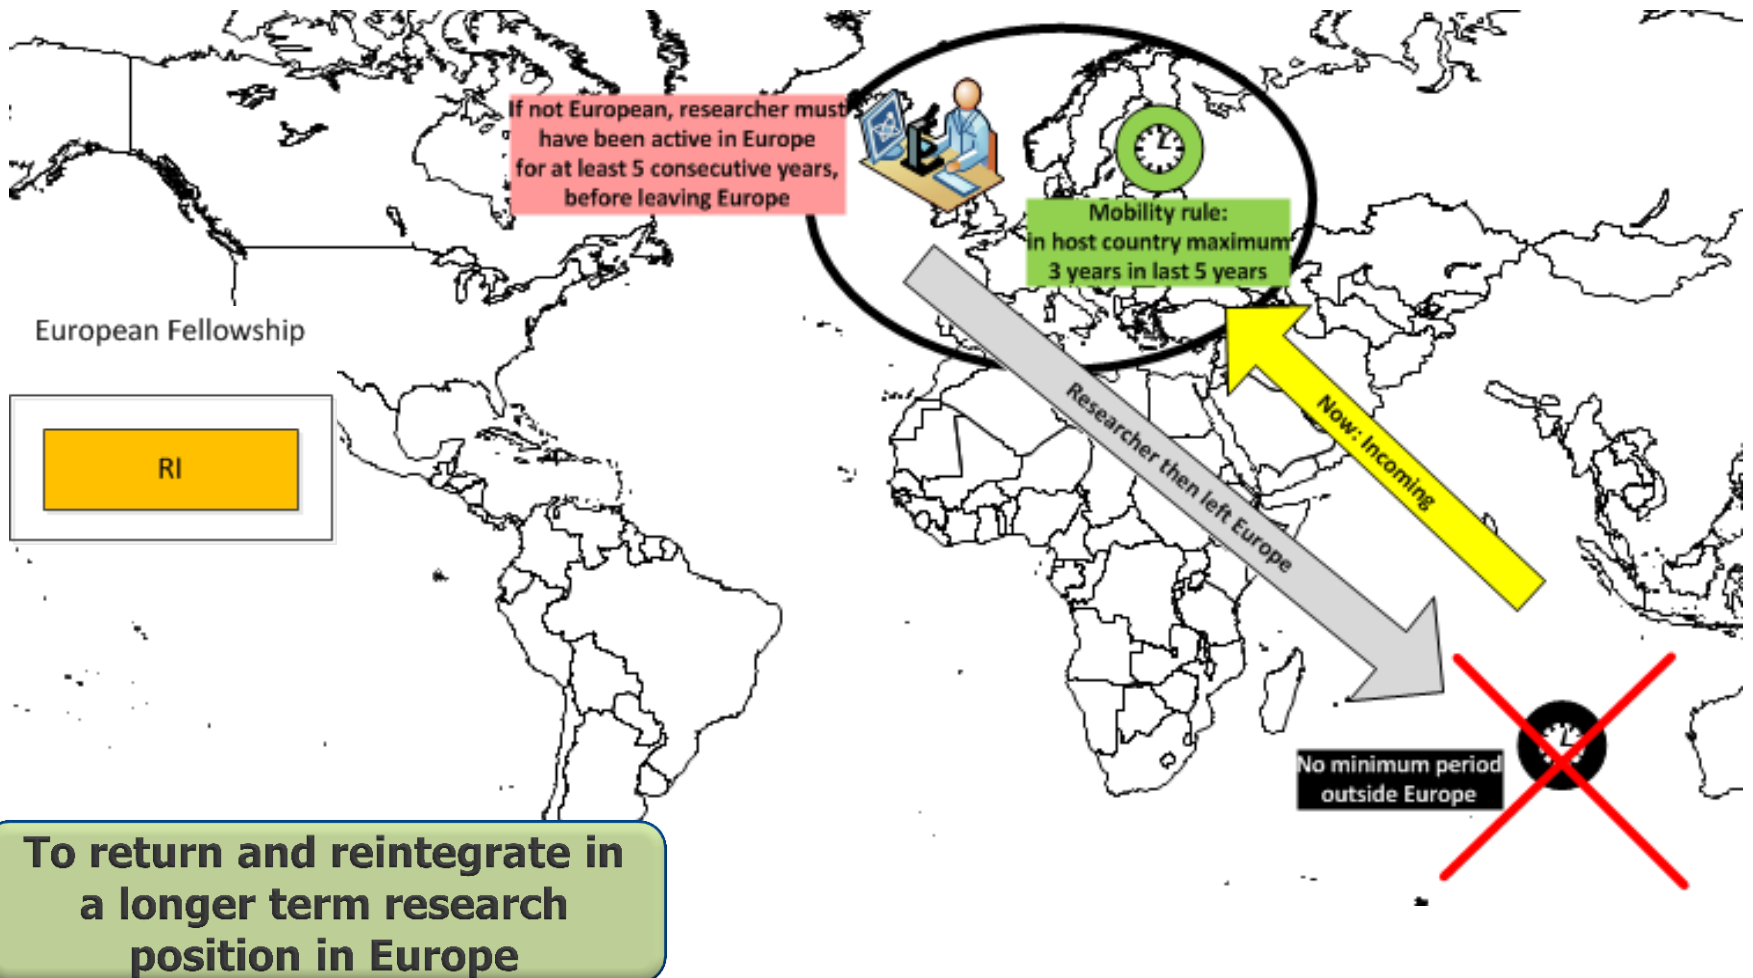 If not European, researcher must
have been active in Europe
for at least 5 consecutive years,
before leaving Europe
Mobility rule:
in host country maximum
3 years in last 5 years
European Fellowship
RI
Researcher then left Europe
Now: Incoming
No minimum period
outside Europe
To return and reintegrate in
a longer term research
position in Europe